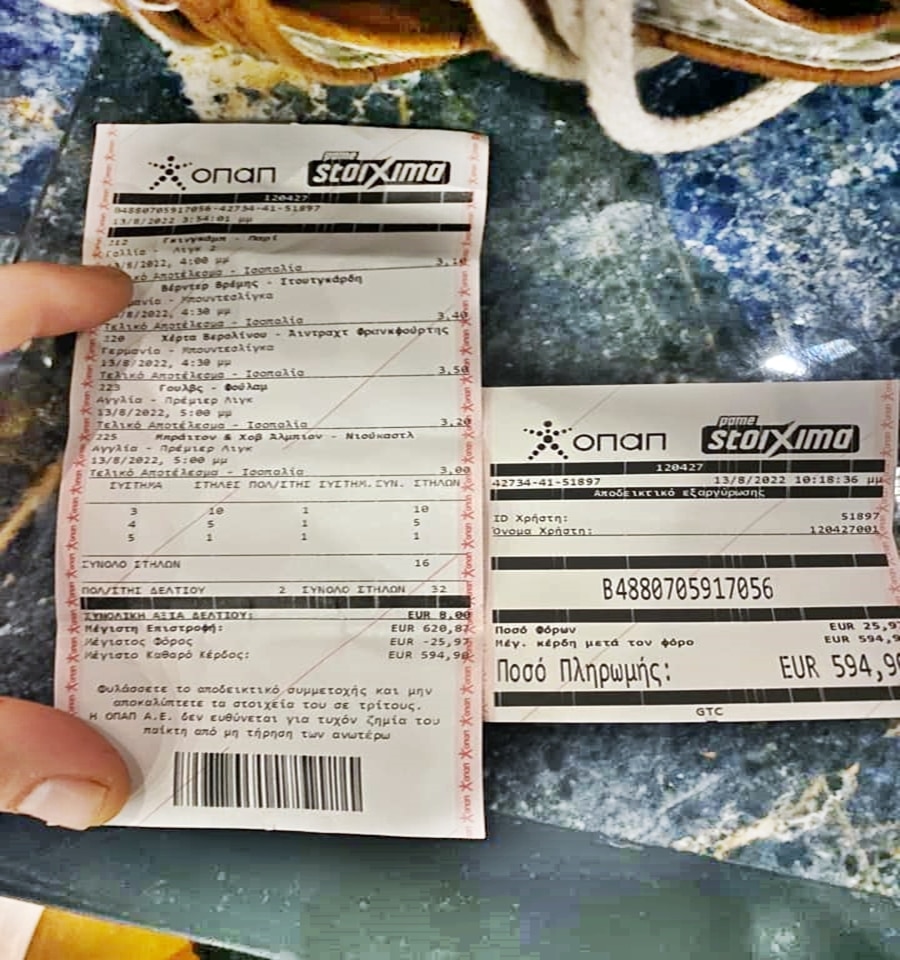 οπαπ
pame stoixima
120427
B4880705917056-42734-41-51897
13/8/2022 3:54:01 μμ
212 Γκινγκάμπ - Παρί
Γαλλία - Λιγκ 2
13/8/2022, 4:00 μμ
Αποτέλεσμα - Ισοπαλία
Βέρντερ Βρέμης - Στουτγκάρδη
Μπουντεσλίγκα
4:30 μμ
Τελικό Αποτέλεσμα - Ισοπαλία 3,40
220 Χέρτα Βερολίνου - Άιντραχτ Φρανκφούρτης
Γερμανία - Μπουντεσλίγκα
13/8/2022, 4:30 μμ
Τελικό Αποτέλεσμα - Ισοπαλία 3,50
223 Γουλβς - Φούλαμ
Αγγλία - Πρέμιερ Λιγκ
13/8/2022, 5:00 μμ
Τελικό Αποτέλεσμα - Ισοπαλία 3,20
225 Μπράιτον & Χοβ Άλμπιον - Νιούκαστλ
Αγγλία - Πρέμιερ Λιγκ
13/8/2022, 5:00 μμ
Τελικό Αποτέλεσμα - Ισοπαλία 3,00
ΣΥΣΤΗΜΑ ΣΤΗΛΕΣ ΠΟΛ/ΣΤΗΣ ΣΥΣΤΗΜ. ΣΥΝ. ΣΤΗΛΩΝ
3 10 1 10
4 5 1 5
5 1 1 1
ΣΥΝΟΛΟ ΣΤΗΛΩΝ 16
ΠΟΛ/ΣΤΗΣ ΔΕΛΤΙΟΥ 2 ΣΥΝΟΛΟ ΣΤΗΛΩΝ 32
ΣΥΝΟΛΙΚΗ ΑΞΙΑ ΔΕΛΤΙΟΥ: EUR 8,00
Μέγιστη Επιστροφή: EUR 620,87
Μέγιστος Φόρος EUR -25,97
Μέγιστο Καθαρό Κέρδος: EUR 594,90
Φυλάσσετε το αποδεικτικό συμμετοχής και μην
αποκαλύπτετε τα στοιχεία του σε τρίτους.
Η ΟΠΑΠ Α.Ε. δεν ευθύνεται για τυχόν ζημία του
παίκτη από μη τήρηση των ανωτέρω
οπαπ
pame stoixima
120427
42734-41-51897 13/8/2022 10:18:36 μμ
Αποδεικτικό εξαργύρωσης
ID Χρήστη: 51897
Όνομα Χρήστη: 120427001
B4880705917056
Ποσό Φόρων EUR 25,97
Μέγ. κέρδη μετά τον φόρο EUR 594,90
Ποσό Πληρωμής: EUR 594,90
GTC